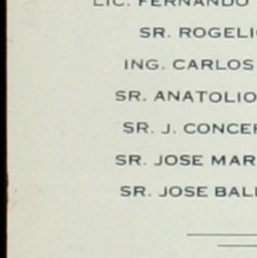 LIC. FERNANDO
SR. ROGELI
ING. CARLOS
SR. ANATOLIO
SR. J. CONCE
SR. JOSE MAR
SR. JOSE BAL